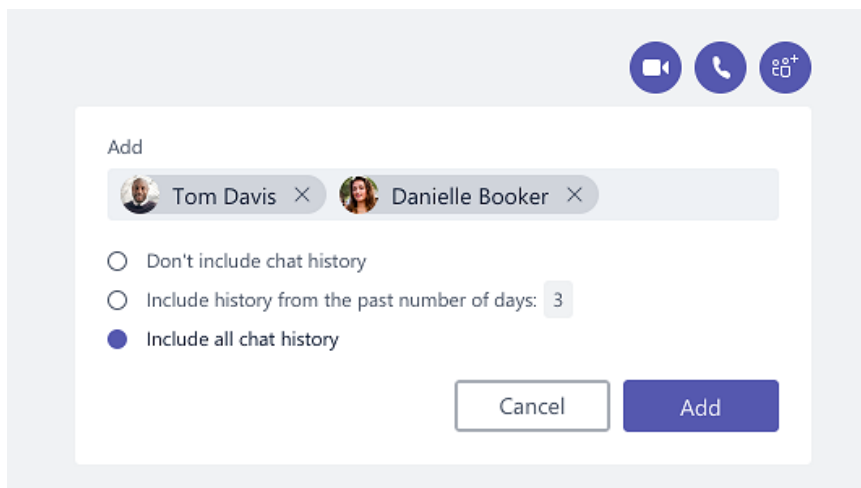 Add
Tom Davis Danielle Booker
Don't include chat history
Include history from the past number of days: 3
Include all chat history
Cancel Add